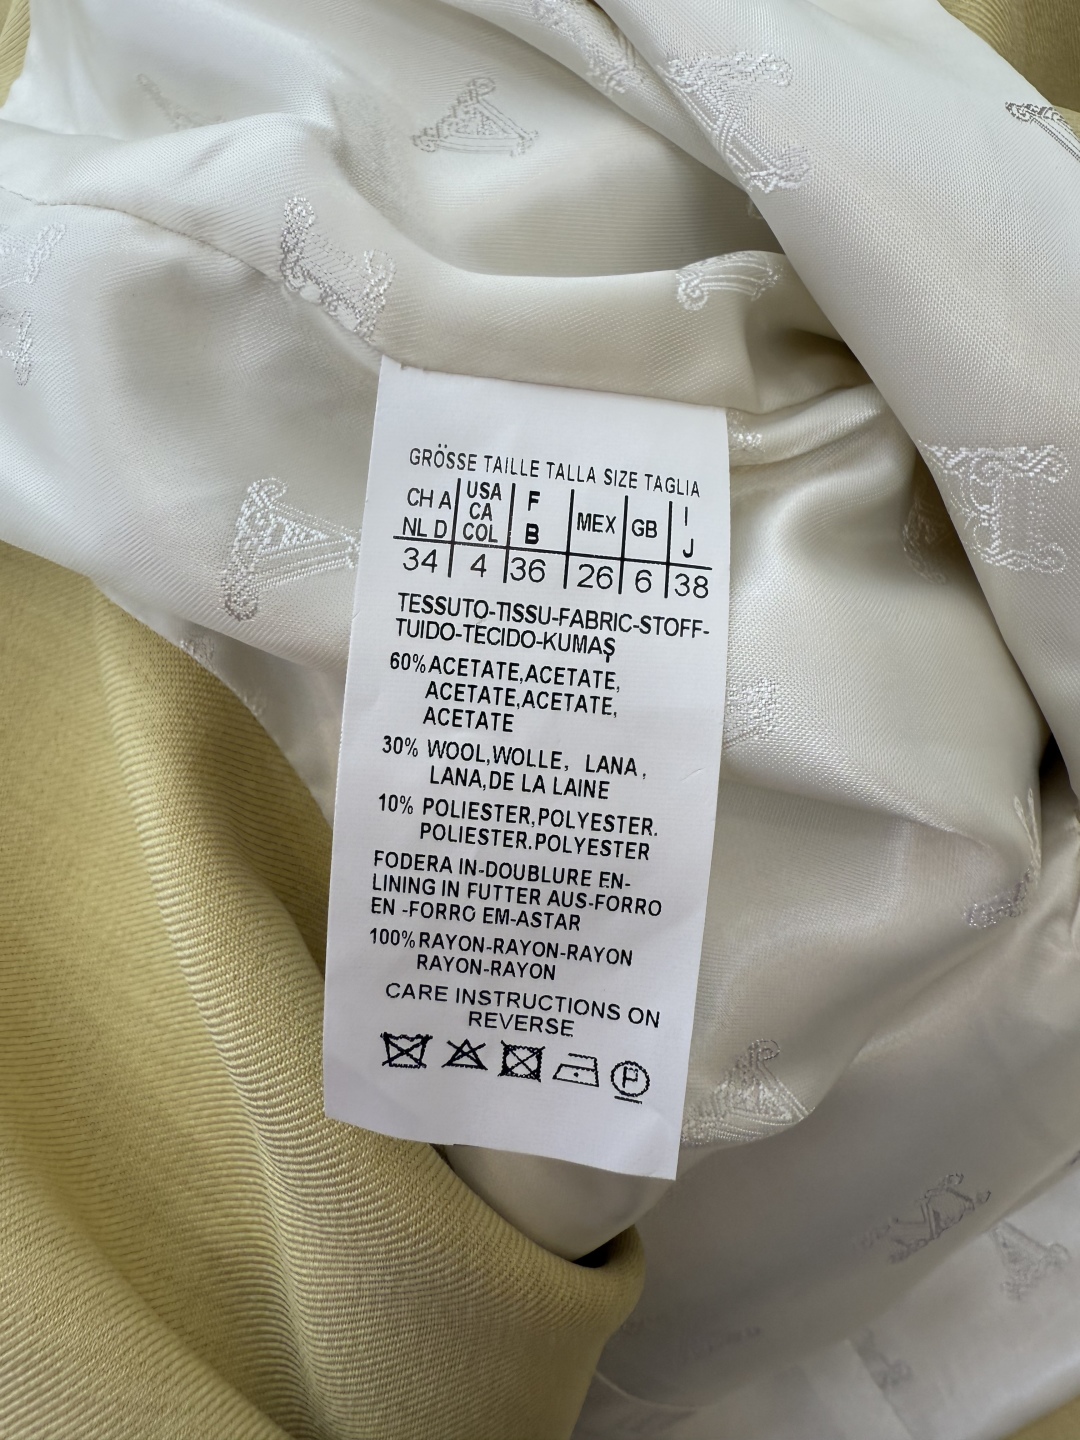 GRÖSSE TAILLE TALLA SIZE TAGLIA
CH A NL D | USA CA COL | F B | MEX | GB | I J
34 | 4 | 36 | 26 | 6 | 38
TESSUTO-TISSU-FABRIC-STOFF-
TUIDO-TECIDO-KUMAŞ
60% ACETATE,ACETATE,
ACETATE,ACETATE,
ACETATE
30% WOOL,WOLLE, LANA,
LANA,DE LA LAINE
10% POLIESTER,POLYESTER.
POLIESTER.POLYESTER
FODERA IN-DOUBLURE EN-
LINING IN FUTTER AUS-FORRO
EN -FORRO EM-ASTAR
100% RAYON-RAYON-RAYON
RAYON-RAYON
CARE INSTRUCTIONS ON
REVERSE
P